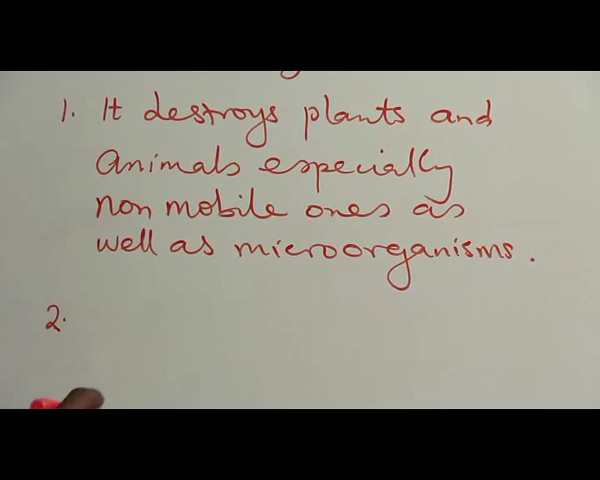 1. It destroys plants and
animals especially
non mobile ones as
well as microorganisms.
2.